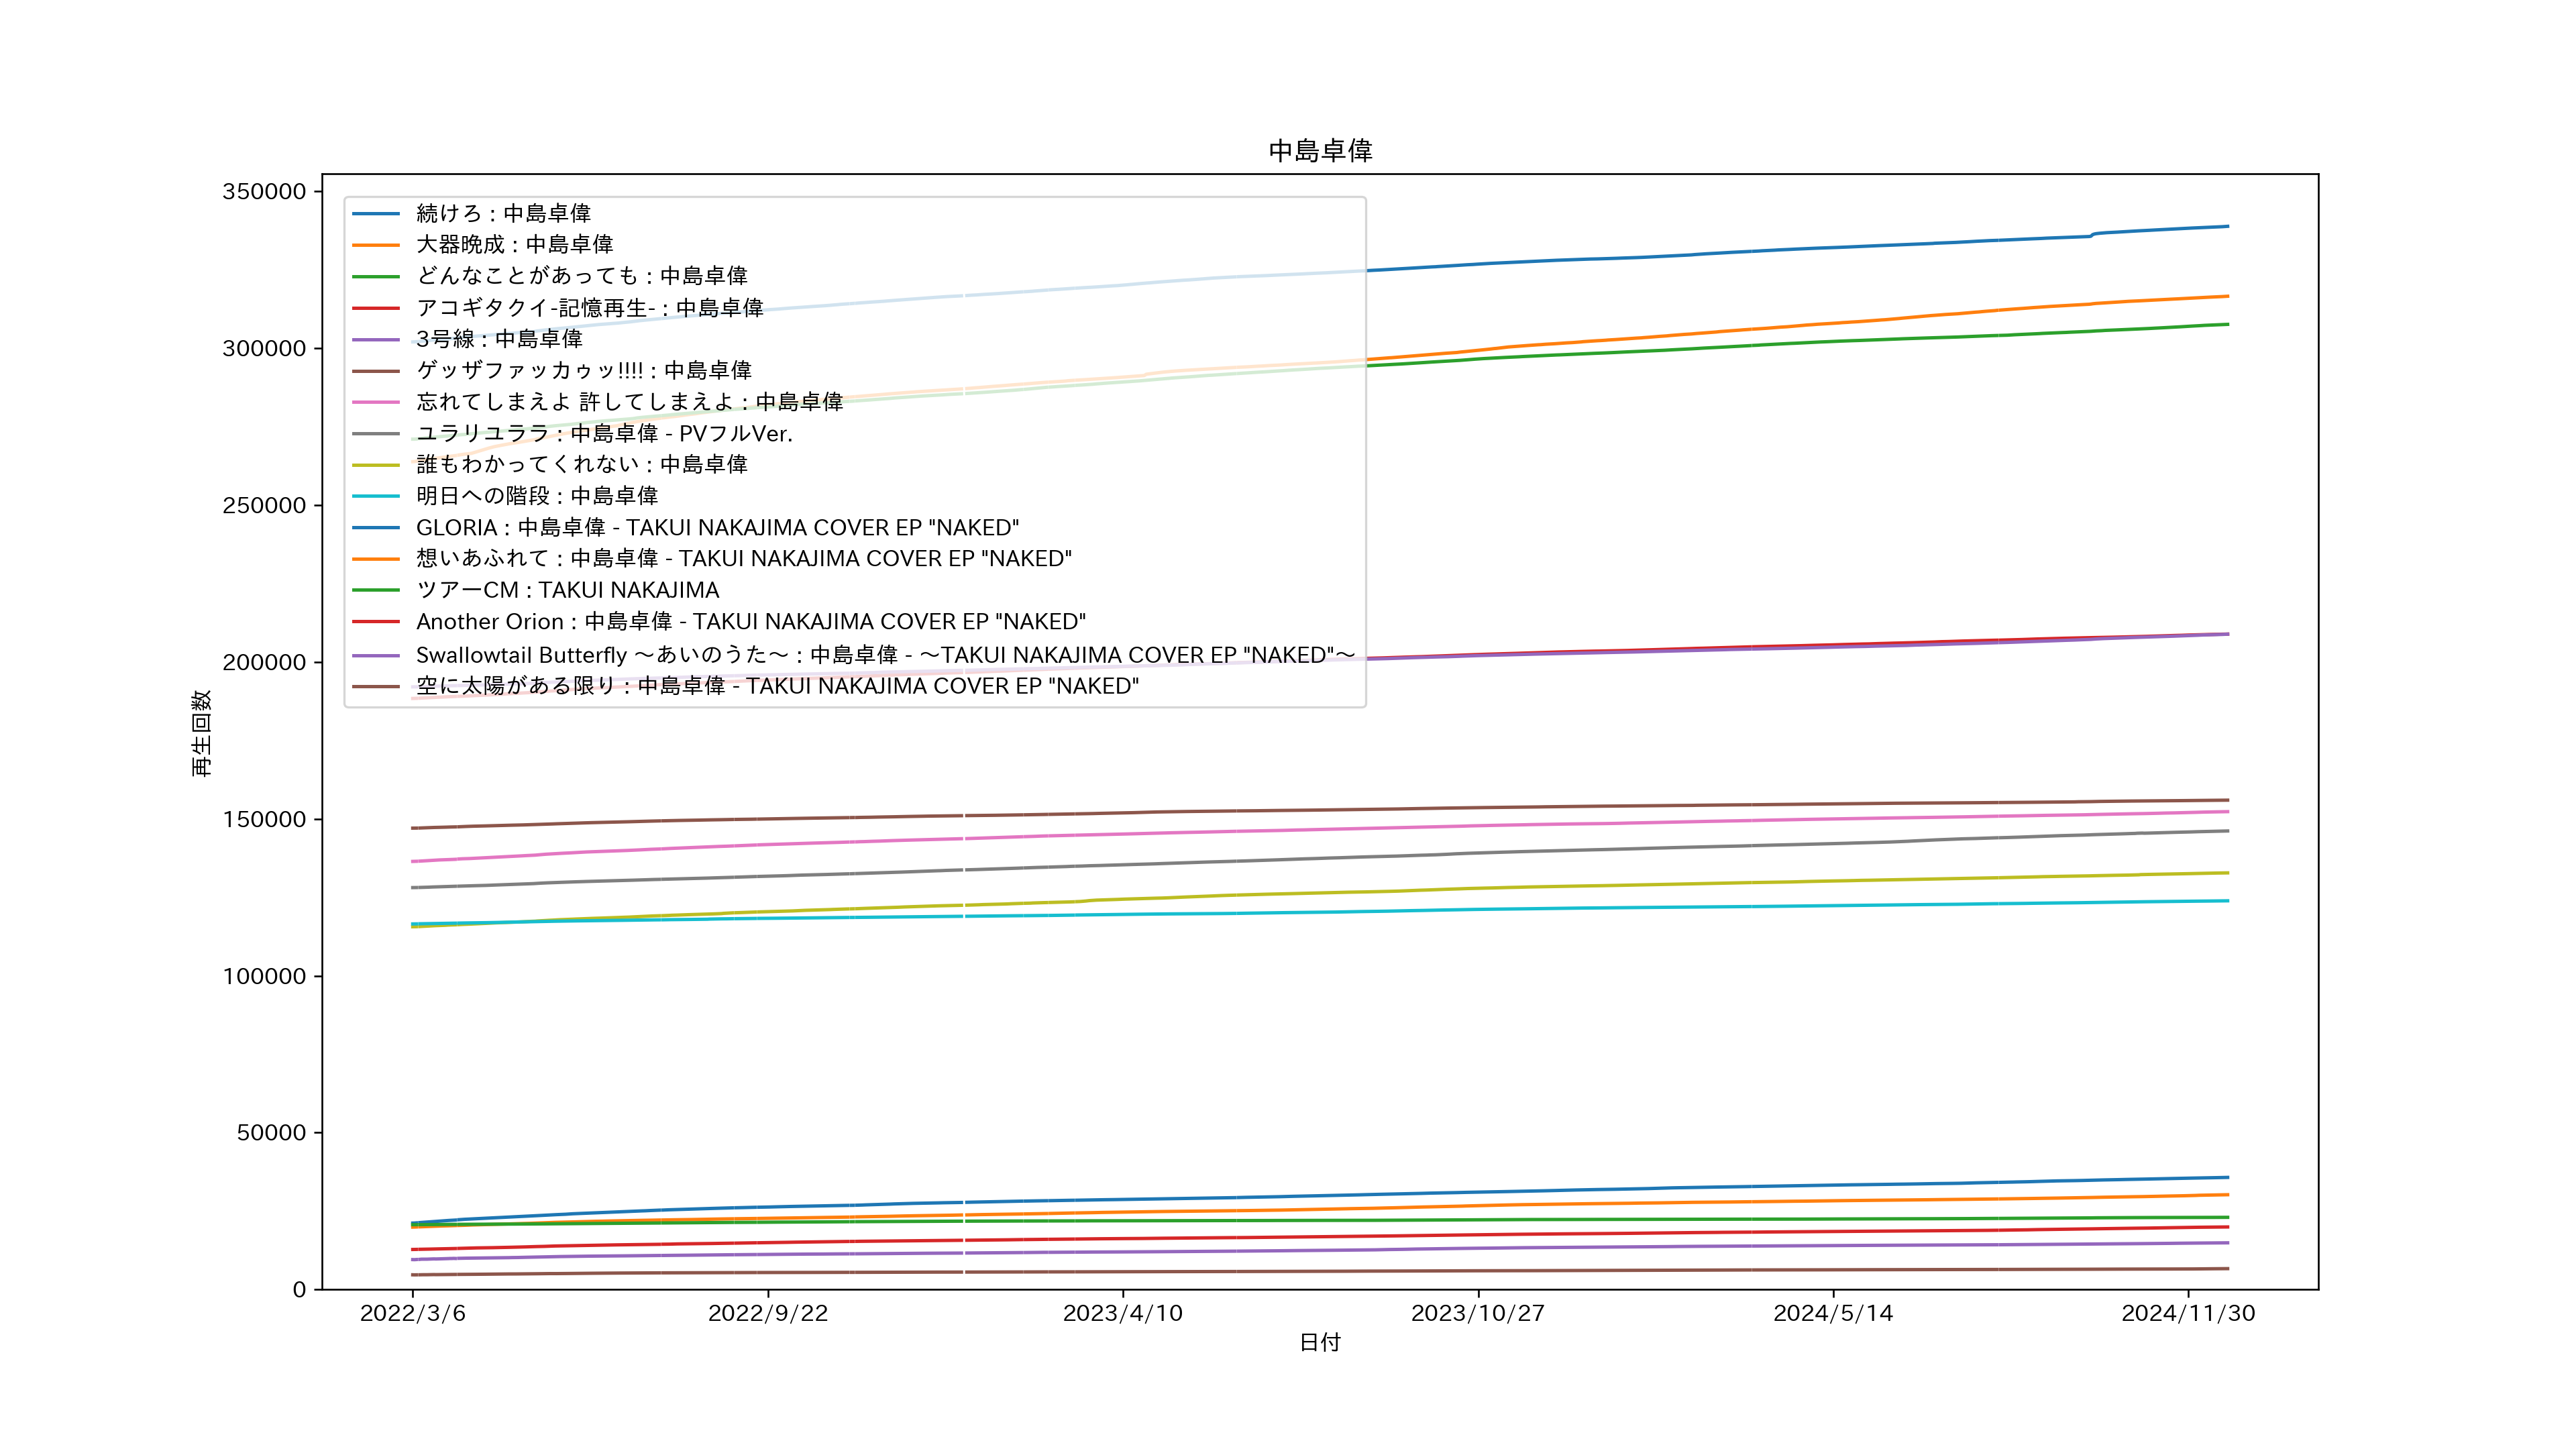 中島卓偉
350000
300000
250000
200000
150000
100000
50000
0
再生回数
続けろ : 中島卓偉
大器晩成 : 中島卓偉
どんなことがあっても : 中島卓偉
アコギタクイ-記憶再生- : 中島卓偉
3号線 : 中島卓偉
ゲッザファッカゥッ!!!! : 中島卓偉
忘れてしまえよ 許してしまえよ : 中島卓偉
ユラリユララ : 中島卓偉 - PVフルVer.
誰もわかってくれない : 中島卓偉
明日への階段 : 中島卓偉
GLORIA : 中島卓偉 - TAKUI NAKAJIMA COVER EP "NAKED"
想いあふれて : 中島卓偉 - TAKUI NAKAJIMA COVER EP "NAKED"
ツアーCM : TAKUI NAKAJIMA
Another Orion : 中島卓偉 - TAKUI NAKAJIMA COVER EP "NAKED"
Swallowtail Butterfly 〜あいのうた〜 : 中島卓偉 - 〜TAKUI NAKAJIMA COVER EP "NAKED"〜
空に太陽がある限り : 中島卓偉 - TAKUI NAKAJIMA COVER EP "NAKED"
2022/3/6 2022/9/22 2023/4/10 2023/10/27 2024/5/14 2024/11/30
日付